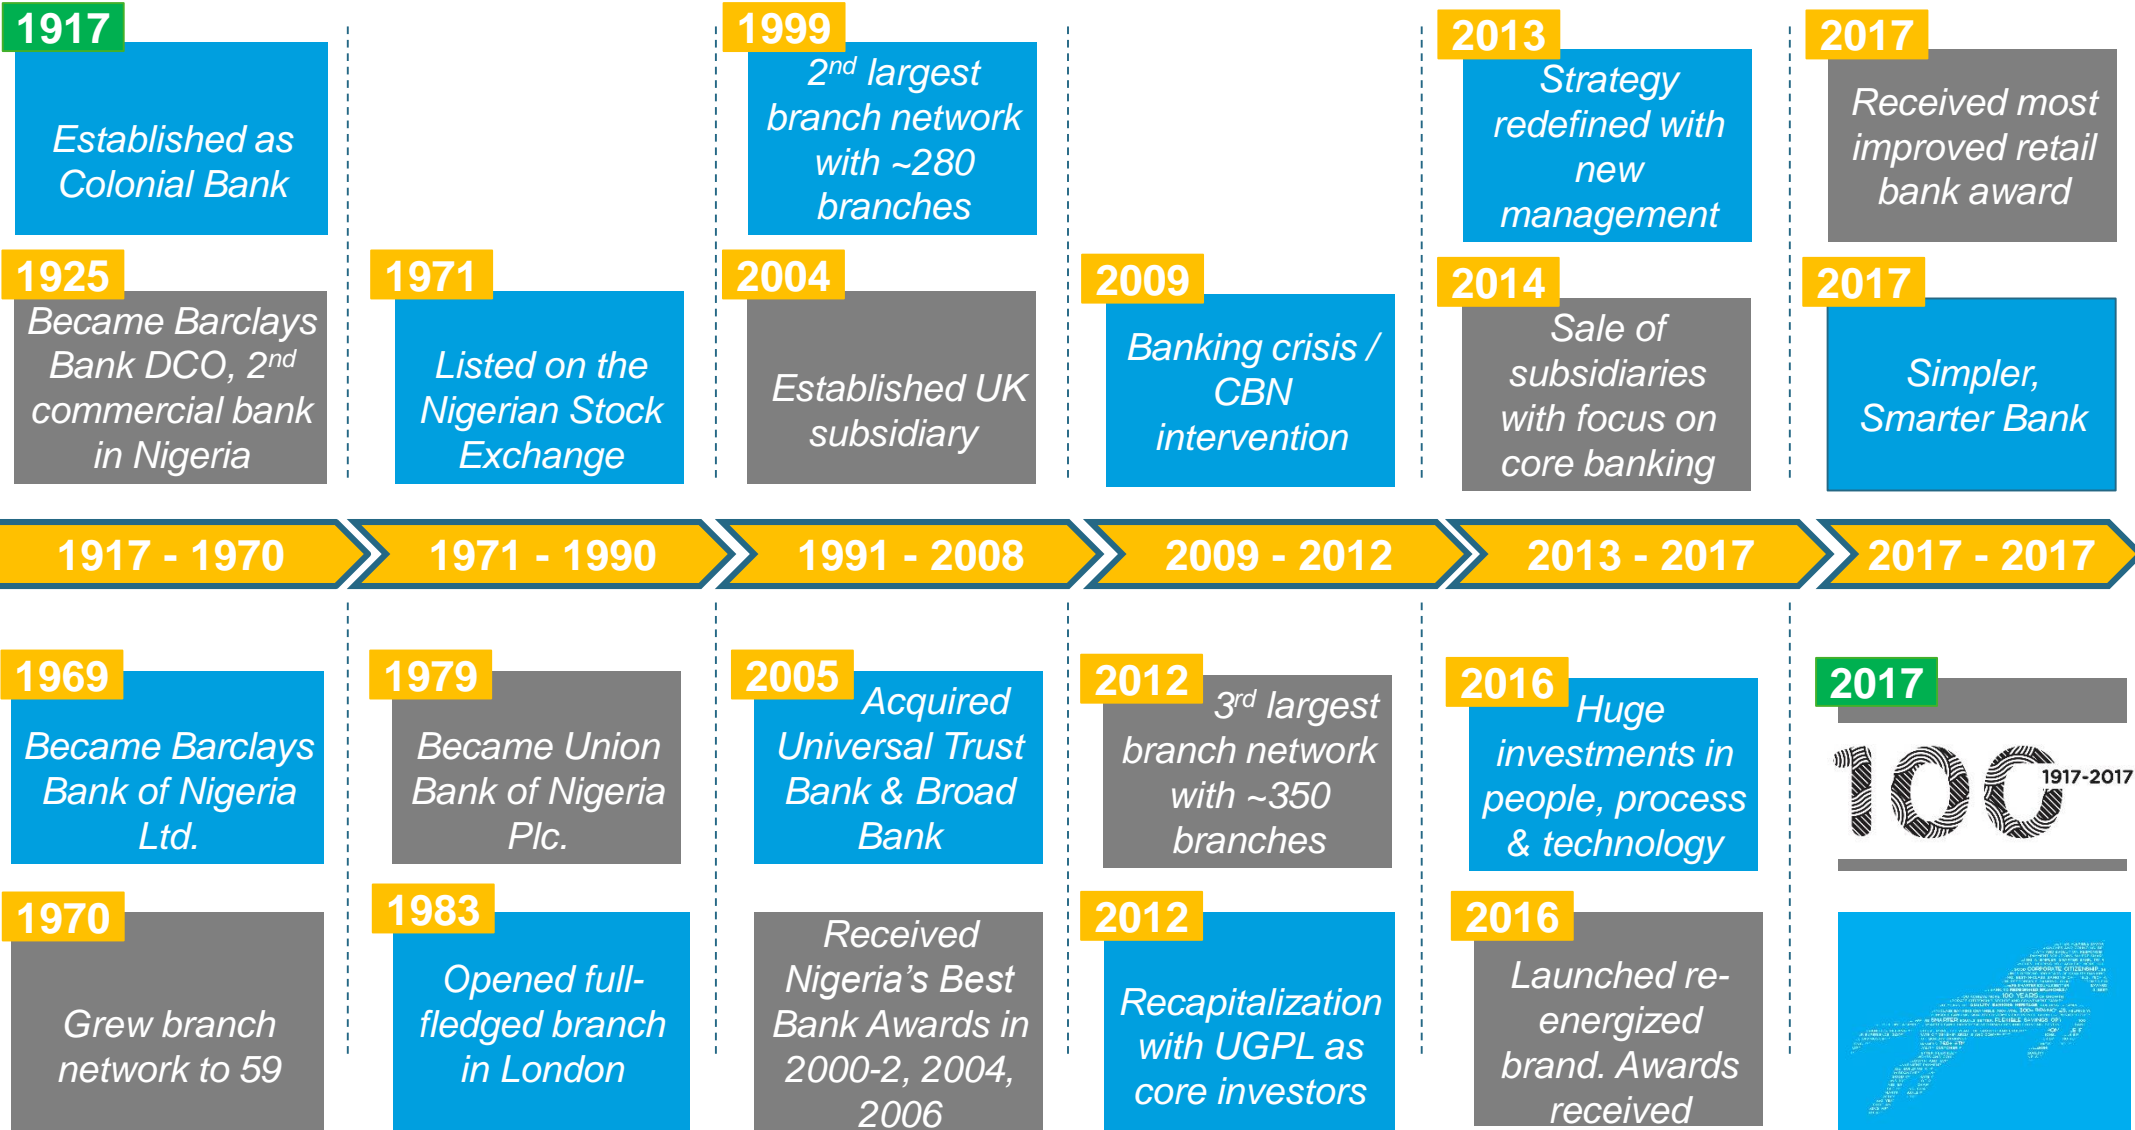 1917
Established as
Colonial Bank
1925
Became Barclays
Bank DCO, 2nd
commercial bank
in Nigeria
1971
Listed on the
Nigerian Stock
Exchange
1999
2nd largest
branch network
with ~280
branches
2004
Established UK
subsidiary
2009
Banking crisis /
CBN
intervention
2013
Strategy
redefined with
new
management
2014
Sale of
subsidiaries
with focus on
core banking
2017
Received most
improved retail
bank award
2017
Simpler,
Smarter Bank
1917 - 1970
1971 - 1990
1991 - 2008
2009 - 2012
2013 - 2017
2017 - 2017
1969
Became Barclays
Bank of Nigeria
Ltd.
1970
Grew branch
network to 59
1979
Became Union
Bank of Nigeria
Plc.
1983
Opened full-
fledged branch
in London
2005
Acquired
Universal Trust
Bank & Broad
Bank
Received
Nigeria’s Best
Bank Awards in
2000-2, 2004,
2006
2012
3rd largest
branch network
with ~350
branches
2012
Recapitalization
with UGPL as
core investors
2016
Huge
investments in
people, process
& technology
2016
Launched re-
energized
brand. Awards
received
2017
100
1917-2017
CORPORATE CITIZENSHIP
100 YEARS
SMARTER
FLEXIBLE SAVINGS